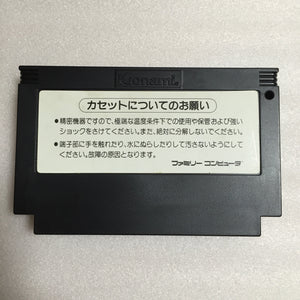 Konami
カセットについてのお願い
●精密機器ですので、極端な温度条件下での使用や保管および強い
ショックをさけてください。また、絶対に分解しないでください。
●端子部に手を触れたり、水にぬらしたりして汚さないようにして
ください。故障の原因となります。
ファミリー コンピュータ